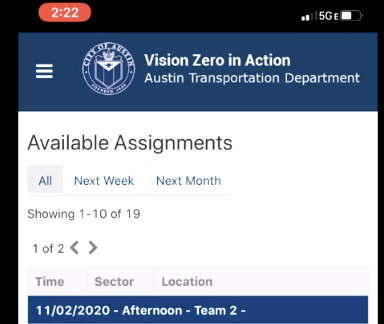 2:22
5GE
CITY OF AUSTIN
FOUNDED 1839
Vision Zero in Action
Austin Transportation Department
Available Assignments
All Next Week Next Month
Showing 1-10 of 19
1 of 2
Time Sector Location
11/02/2020 - Afternoon - Team 2 -